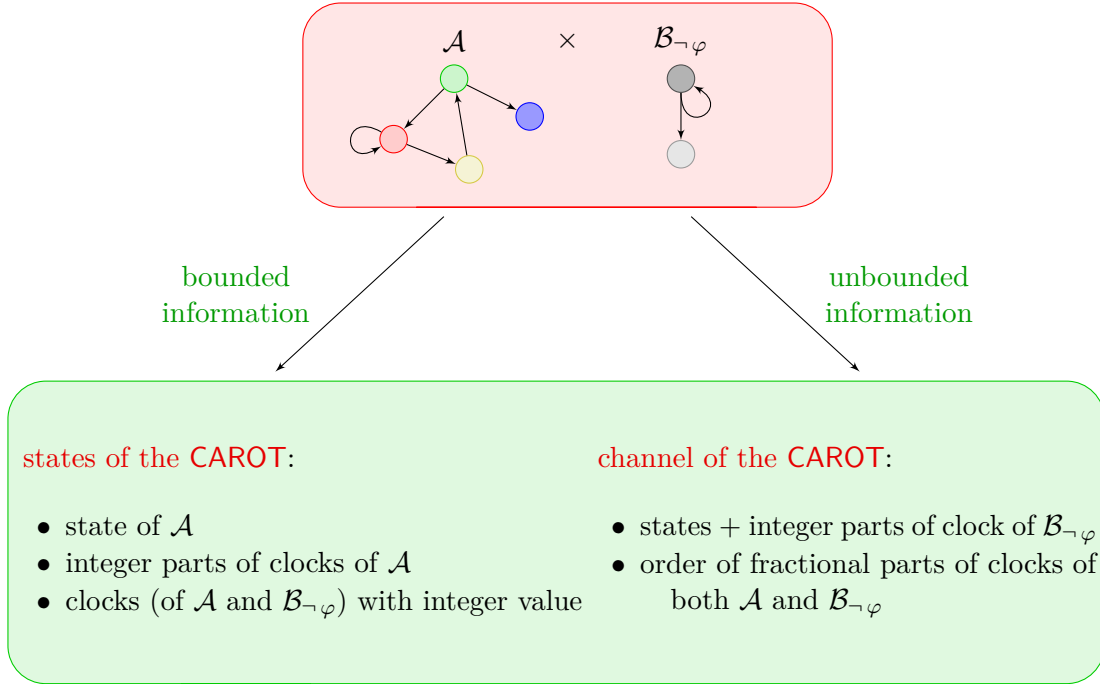 𝒜 × ℬ¬φ
bounded
information
unbounded
information
states of the CAROT:
• state of 𝒜
• integer parts of clocks of 𝒜
• clocks (of 𝒜 and ℬ¬φ) with integer value
channel of the CAROT:
• states + integer parts of clock of ℬ¬φ
• order of fractional parts of clocks of
both 𝒜 and ℬ¬φ